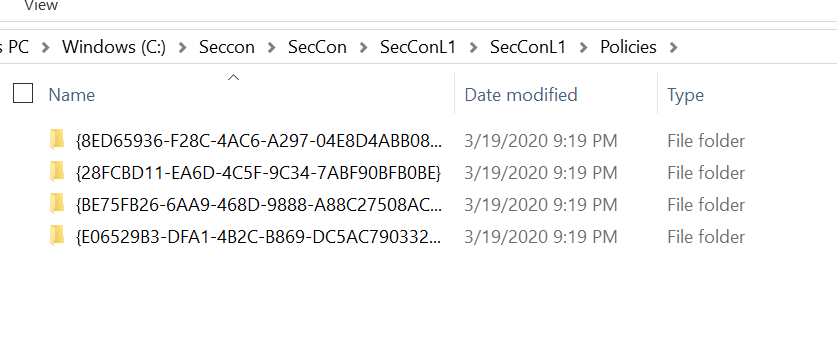 View
s PC > Windows (C:) > Seccon > SecCon > SecConL1 > SecConL1 > Policies >
Name Date modified Type
{8ED65936-F28C-4AC6-A297-04E8D4ABB08... 3/19/2020 9:19 PM File folder
{28FCBD11-EA6D-4C5F-9C34-7ABF90BFB0BE} 3/19/2020 9:19 PM File folder
{BE75FB26-6AA9-468D-9888-A88C27508AC... 3/19/2020 9:19 PM File folder
{E06529B3-DFA1-4B2C-B869-DC5AC790332... 3/19/2020 9:19 PM File folder